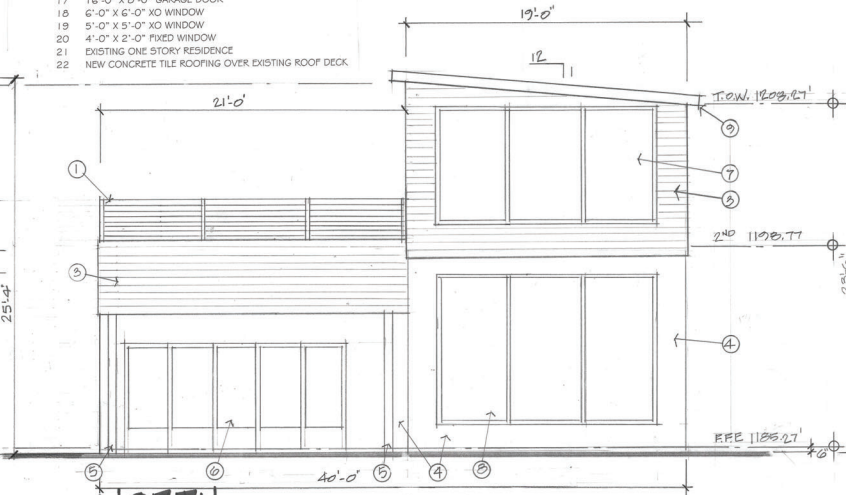 18 6'-0" X 6'-0" XO WINDOW
19 5'-0" X 5'-0" XO WINDOW
20 4'-0" X 2'-0" FIXED WINDOW
21 EXISTING ONE STORY RESIDENCE
22 NEW CONCRETE TILE ROOFING OVER EXISTING ROOF DECK
19'-0"
12
1
21'-0"
T.O.W. 1208.27'
9
1
7
3
2ND 1198.77
3
25'-4"
4
F.F.E 1185.27'
6"
5
6
5
4
8
40'-0"